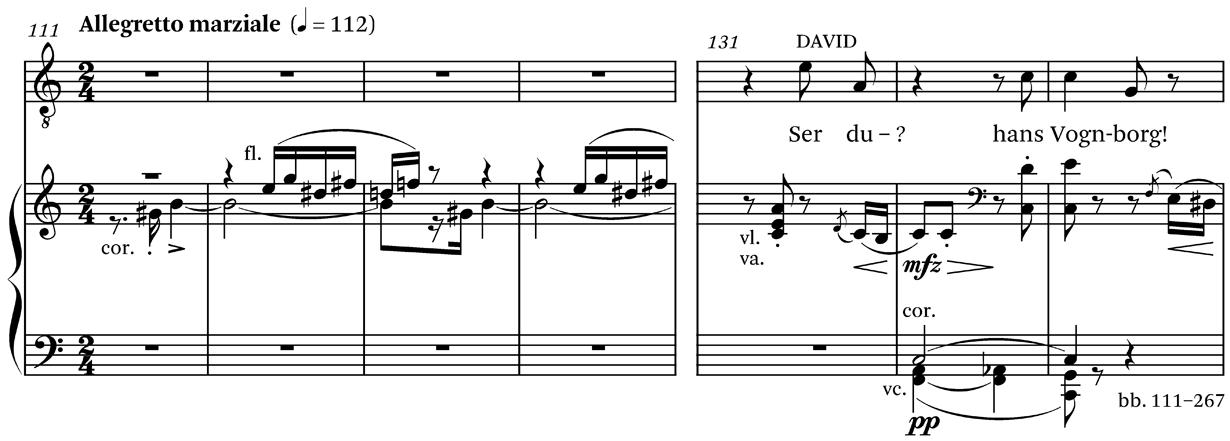 111 Allegretto marziale (♩ = 112)
131 DAVID
8
Ser du – ? hans Vogn-borg!
fl.
cor.
vl.
va.
mfz
cor.
vc.
pp
bb. 111–267